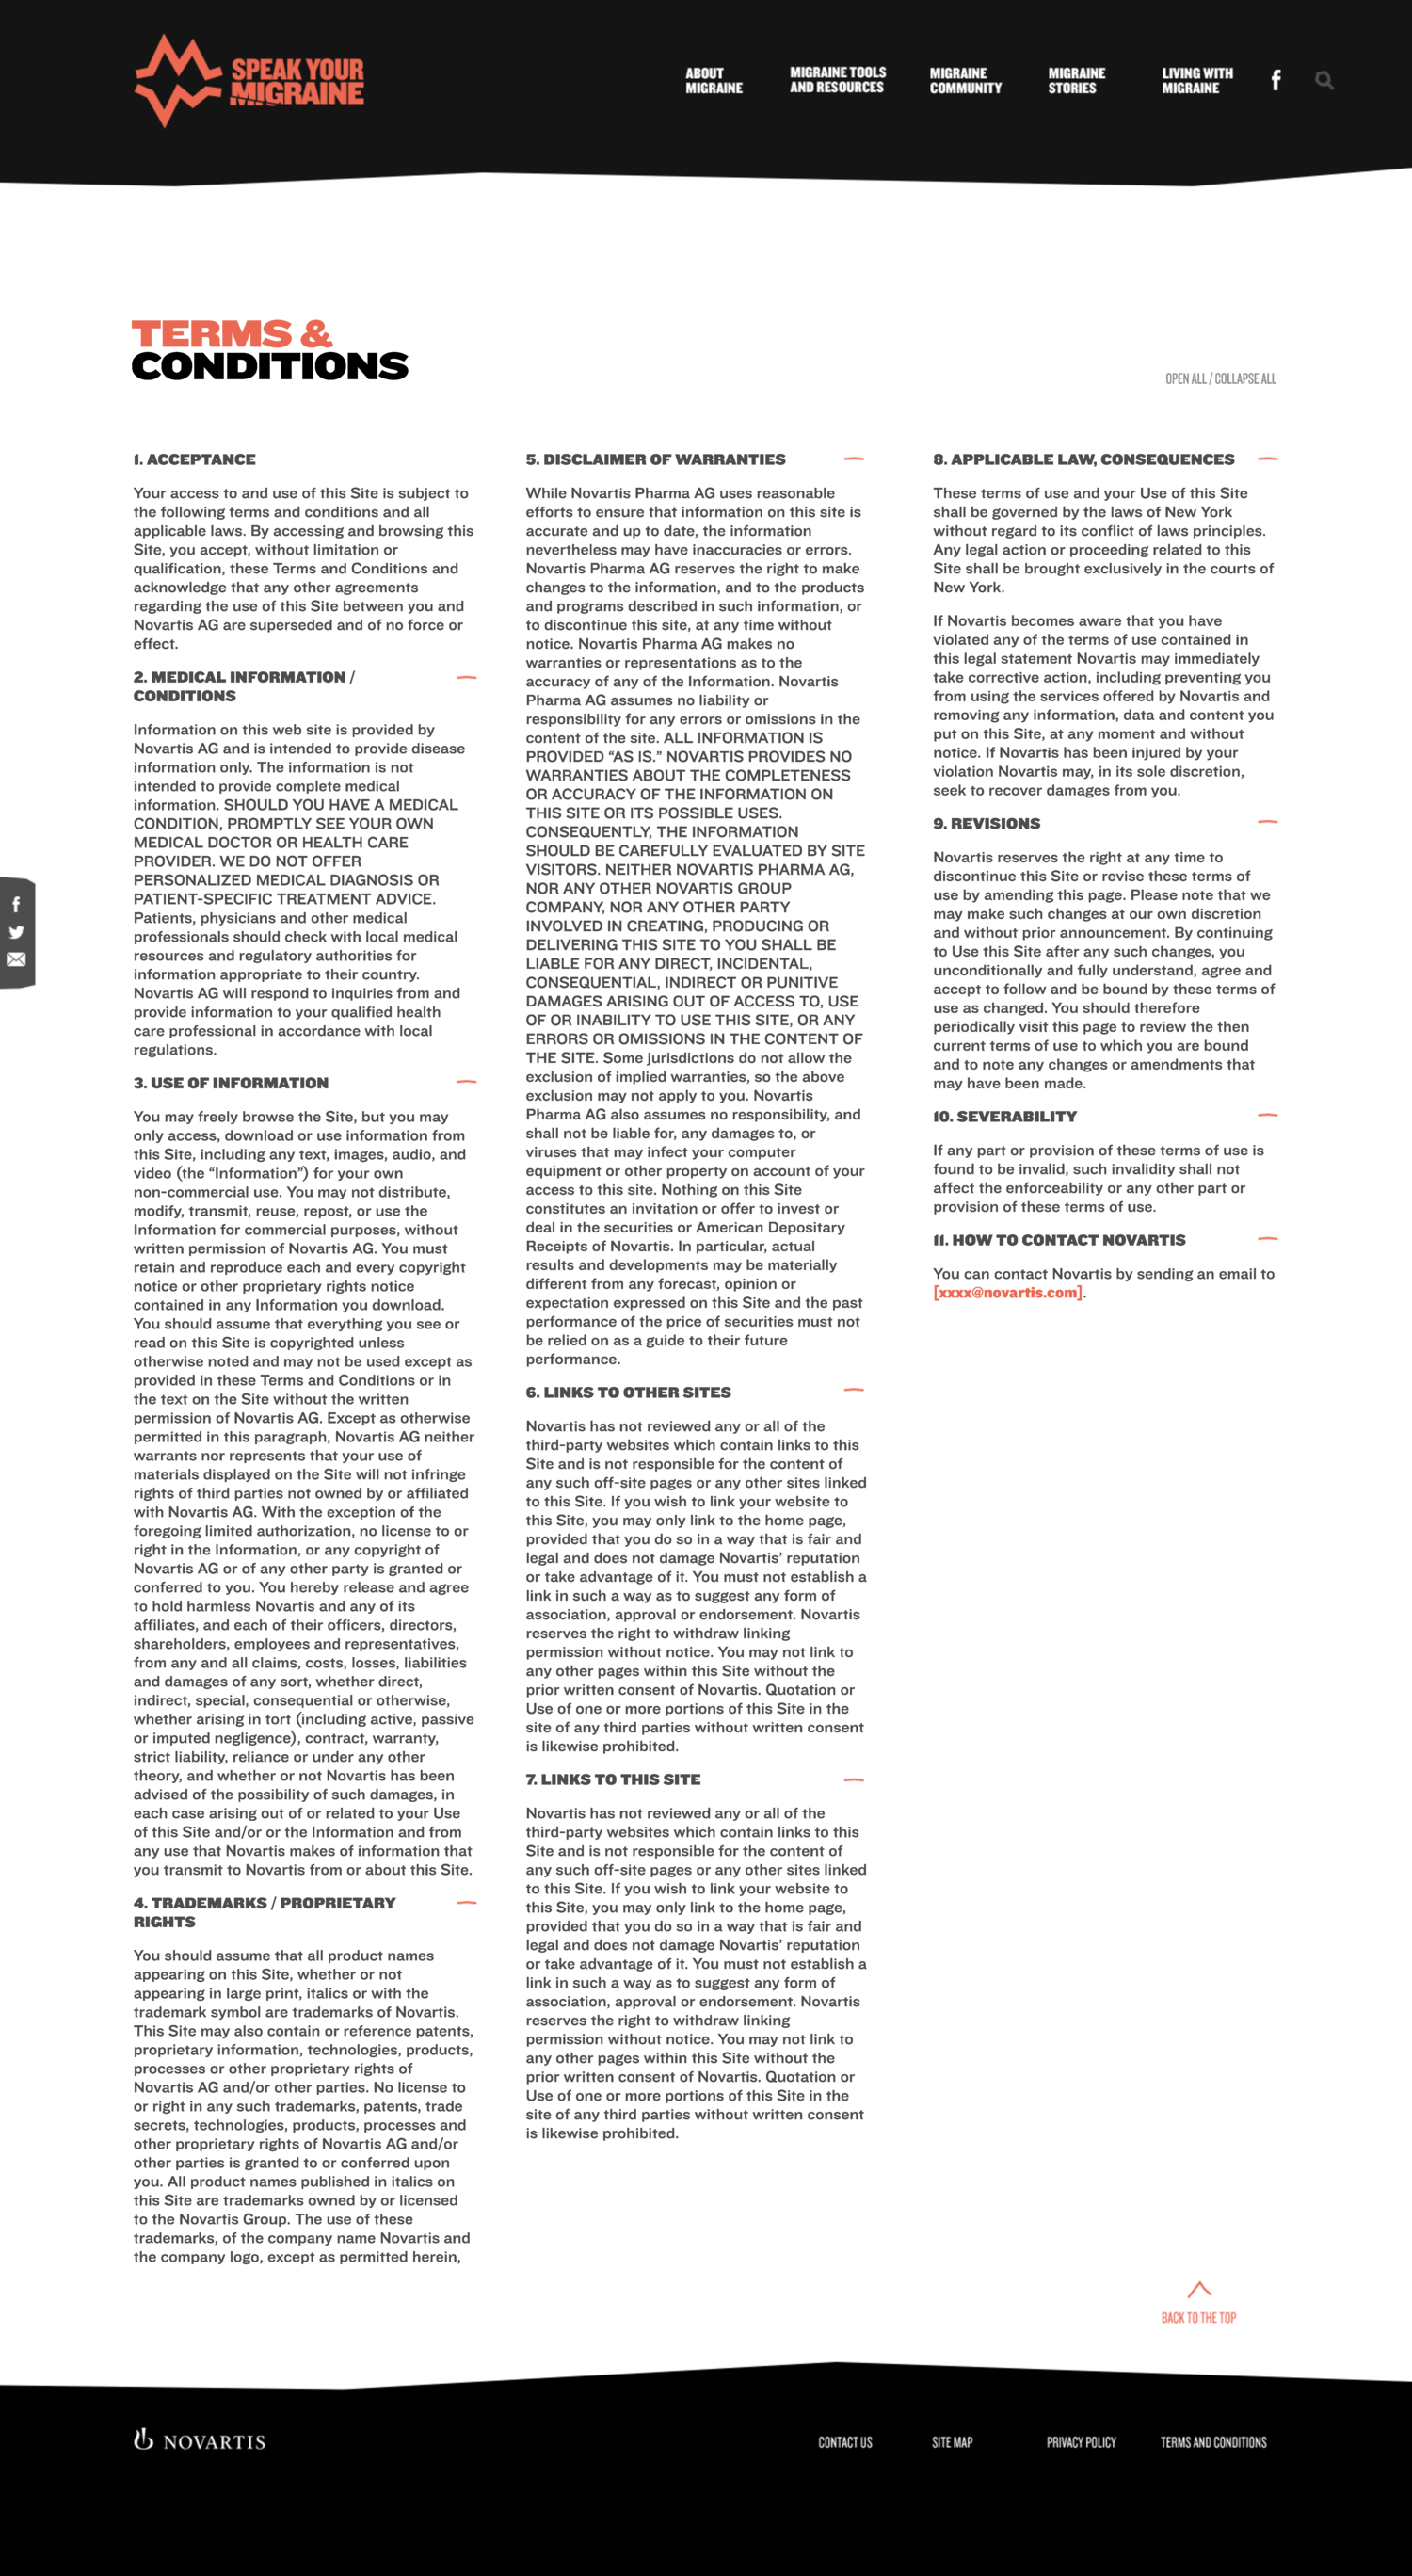 SPEAK YOUR
MIGRAINE
ABOUT
MIGRAINE
MIGRAINE TOOLS
AND RESOURCES
MIGRAINE
COMMUNITY
MIGRAINE
STORIES
LIVING WITH
MIGRAINE
TERMS &
CONDITIONS
OPEN ALL / COLLAPSE ALL
1. ACCEPTANCE
Your access to and use of this Site is subject to
the following terms and conditions and all
applicable laws. By accessing and browsing this
Site, you accept, without limitation or
qualification, these Terms and Conditions and
acknowledge that any other agreements
regarding the use of this Site between you and
Novartis AG are superseded and of no force or
effect.
2. MEDICAL INFORMATION /
CONDITIONS
Information on this web site is provided by
Novartis AG and is intended to provide disease
information only. The information is not
intended to provide complete medical
information. SHOULD YOU HAVE A MEDICAL
CONDITION, PROMPTLY SEE YOUR OWN
MEDICAL DOCTOR OR HEALTH CARE
PROVIDER. WE DO NOT OFFER
PERSONALIZED MEDICAL DIAGNOSIS OR
PATIENT-SPECIFIC TREATMENT ADVICE.
Patients, physicians and other medical
professionals should check with local medical
resources and regulatory authorities for
information appropriate to their country.
Novartis AG will respond to inquiries from and
provide information to your qualified health
care professional in accordance with local
regulations.
3. USE OF INFORMATION
You may freely browse the Site, but you may
only access, download or use information from
this Site, including any text, images, audio, and
video (the “Information”) for your own
non-commercial use. You may not distribute,
modify, transmit, reuse, repost, or use the
Information for commercial purposes, without
written permission of Novartis AG. You must
retain and reproduce each and every copyright
notice or other proprietary rights notice
contained in any Information you download.
You should assume that everything you see or
read on this Site is copyrighted unless
otherwise noted and may not be used except as
provided in these Terms and Conditions or in
the text on the Site without the written
permission of Novartis AG. Except as otherwise
permitted in this paragraph, Novartis AG neither
warrants nor represents that your use of
materials displayed on the Site will not infringe
rights of third parties not owned by or affiliated
with Novartis AG. With the exception of the
foregoing limited authorization, no license to or
right in the Information, or any copyright of
Novartis AG or of any other party is granted or
conferred to you. You hereby release and agree
to hold harmless Novartis and any of its
affiliates, and each of their officers, directors,
shareholders, employees and representatives,
from any and all claims, costs, losses, liabilities
and damages of any sort, whether direct,
indirect, special, consequential or otherwise,
whether arising in tort (including active, passive
or imputed negligence), contract, warranty,
strict liability, reliance or under any other
theory, and whether or not Novartis has been
advised of the possibility of such damages, in
each case arising out of or related to your Use
of this Site and/or or the Information and from
any use that Novartis makes of information that
you transmit to Novartis from or about this Site.
4. TRADEMARKS / PROPRIETARY
RIGHTS
You should assume that all product names
appearing on this Site, whether or not
appearing in large print, italics or with the
trademark symbol are trademarks of Novartis.
This Site may also contain or reference patents,
proprietary information, technologies, products,
processes or other proprietary rights of
Novartis AG and/or other parties. No license to
or right in any such trademarks, patents, trade
secrets, technologies, products, processes and
other proprietary rights of Novartis AG and/or
other parties is granted to or conferred upon
you. All product names published in italics on
this Site are trademarks owned by or licensed
to the Novartis Group. The use of these
trademarks, of the company name Novartis and
the company logo, except as permitted herein,
5. DISCLAIMER OF WARRANTIES
While Novartis Pharma AG uses reasonable
efforts to ensure that information on this site is
accurate and up to date, the information
nevertheless may have inaccuracies or errors.
Novartis Pharma AG reserves the right to make
changes to the information, and to the products
and programs described in such information, or
to discontinue this site, at any time without
notice. Novartis Pharma AG makes no
warranties or representations as to the
accuracy of any of the Information. Novartis
Pharma AG assumes no liability or
responsibility for any errors or omissions in the
content of the site. ALL INFORMATION IS
PROVIDED “AS IS.” NOVARTIS PROVIDES NO
WARRANTIES ABOUT THE COMPLETENESS
OR ACCURACY OF THE INFORMATION ON
THIS SITE OR ITS POSSIBLE USES.
CONSEQUENTLY, THE INFORMATION
SHOULD BE CAREFULLY EVALUATED BY SITE
VISITORS. NEITHER NOVARTIS PHARMA AG,
NOR ANY OTHER NOVARTIS GROUP
COMPANY, NOR ANY OTHER PARTY
INVOLVED IN CREATING, PRODUCING OR
DELIVERING THIS SITE TO YOU SHALL BE
LIABLE FOR ANY DIRECT, INCIDENTAL,
CONSEQUENTIAL, INDIRECT OR PUNITIVE
DAMAGES ARISING OUT OF ACCESS TO, USE
OF OR INABILITY TO USE THIS SITE, OR ANY
ERRORS OR OMISSIONS IN THE CONTENT OF
THE SITE. Some jurisdictions do not allow the
exclusion of implied warranties, so the above
exclusion may not apply to you. Novartis
Pharma AG also assumes no responsibility, and
shall not be liable for, any damages to, or
viruses that may infect your computer
equipment or other property on account of your
access to this site. Nothing on this Site
constitutes an invitation or offer to invest or
deal in the securities or American Depositary
Receipts of Novartis. In particular, actual
results and developments may be materially
different from any forecast, opinion or
expectation expressed on this Site and the past
performance of the price of securities must not
be relied on as a guide to their future
performance.
6. LINKS TO OTHER SITES
Novartis has not reviewed any or all of the
third-party websites which contain links to this
Site and is not responsible for the content of
any such off-site pages or any other sites linked
to this Site. If you wish to link your website to
this Site, you may only link to the home page,
provided that you do so in a way that is fair and
legal and does not damage Novartis’ reputation
or take advantage of it. You must not establish a
link in such a way as to suggest any form of
association, approval or endorsement. Novartis
reserves the right to withdraw linking
permission without notice. You may not link to
any other pages within this Site without the
prior written consent of Novartis. Quotation or
Use of one or more portions of this Site in the
site of any third parties without written consent
is likewise prohibited.
7. LINKS TO THIS SITE
Novartis has not reviewed any or all of the
third-party websites which contain links to this
Site and is not responsible for the content of
any such off-site pages or any other sites linked
to this Site. If you wish to link your website to
this Site, you may only link to the home page,
provided that you do so in a way that is fair and
legal and does not damage Novartis’ reputation
or take advantage of it. You must not establish a
link in such a way as to suggest any form of
association, approval or endorsement. Novartis
reserves the right to withdraw linking
permission without notice. You may not link to
any other pages within this Site without the
prior written consent of Novartis. Quotation or
Use of one or more portions of this Site in the
site of any third parties without written consent
is likewise prohibited.
8. APPLICABLE LAW, CONSEQUENCES
These terms of use and your Use of this Site
shall be governed by the laws of New York
without regard to its conflict of laws principles.
Any legal action or proceeding related to this
Site shall be brought exclusively in the courts of
New York.
If Novartis becomes aware that you have
violated any of the terms of use contained in
this legal statement Novartis may immediately
take corrective action, including preventing you
from using the services offered by Novartis and
removing any information, data and content you
put on this Site, at any moment and without
notice. If Novartis has been injured by your
violation Novartis may, in its sole discretion,
seek to recover damages from you.
9. REVISIONS
Novartis reserves the right at any time to
discontinue this Site or revise these terms of
use by amending this page. Please note that we
may make such changes at our own discretion
and without prior announcement. By continuing
to Use this Site after any such changes, you
unconditionally and fully understand, agree and
accept to follow and be bound by these terms of
use as changed. You should therefore
periodically visit this page to review the then
current terms of use to which you are bound
and to note any changes or amendments that
may have been made.
10. SEVERABILITY
If any part or provision of these terms of use is
found to be invalid, such invalidity shall not
affect the enforceability or any other part or
provision of these terms of use.
11. HOW TO CONTACT NOVARTIS
You can contact Novartis by sending an email to
[xxxx@novartis.com].
BACK TO THE TOP
NOVARTIS
CONTACT US
SITE MAP
PRIVACY POLICY
TERMS AND CONDITIONS